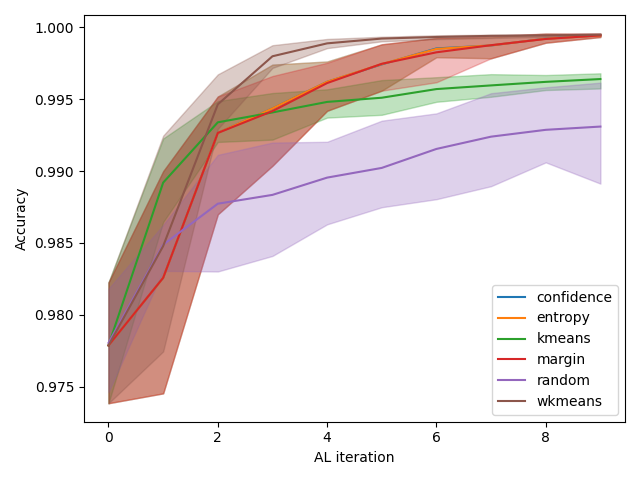 1.000
0.995
0.990
0.985
0.980
0.975
Accuracy
0 2 4 6 8
AL iteration
confidence
entropy
kmeans
margin
random
wkmeans